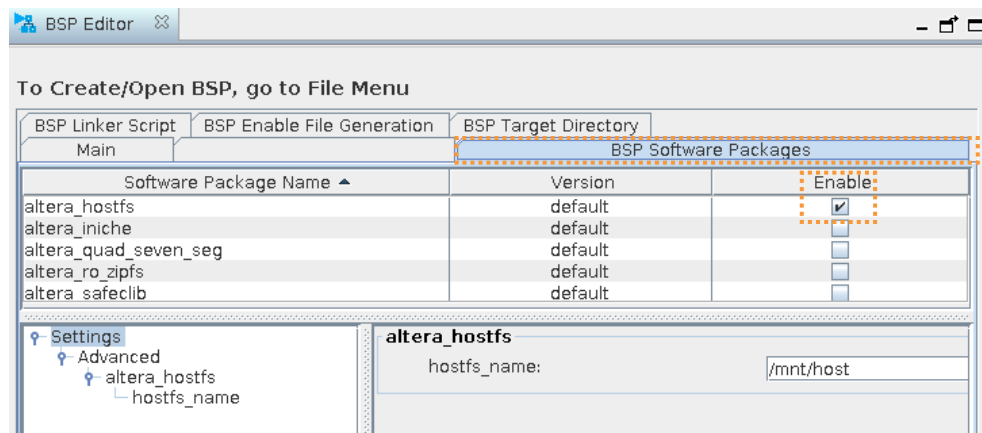 BSP Editor
To Create/Open BSP, go to File Menu
BSP Linker Script BSP Enable File Generation BSP Target Directory
Main BSP Software Packages
Software Package Name Version Enable
altera_hostfs default
altera_iniche default
altera_quad_seven_seg default
altera_ro_zipfs default
altera_safeclib default
Settings
Advanced
altera_hostfs
hostfs_name
altera_hostfs
hostfs_name: /mnt/host